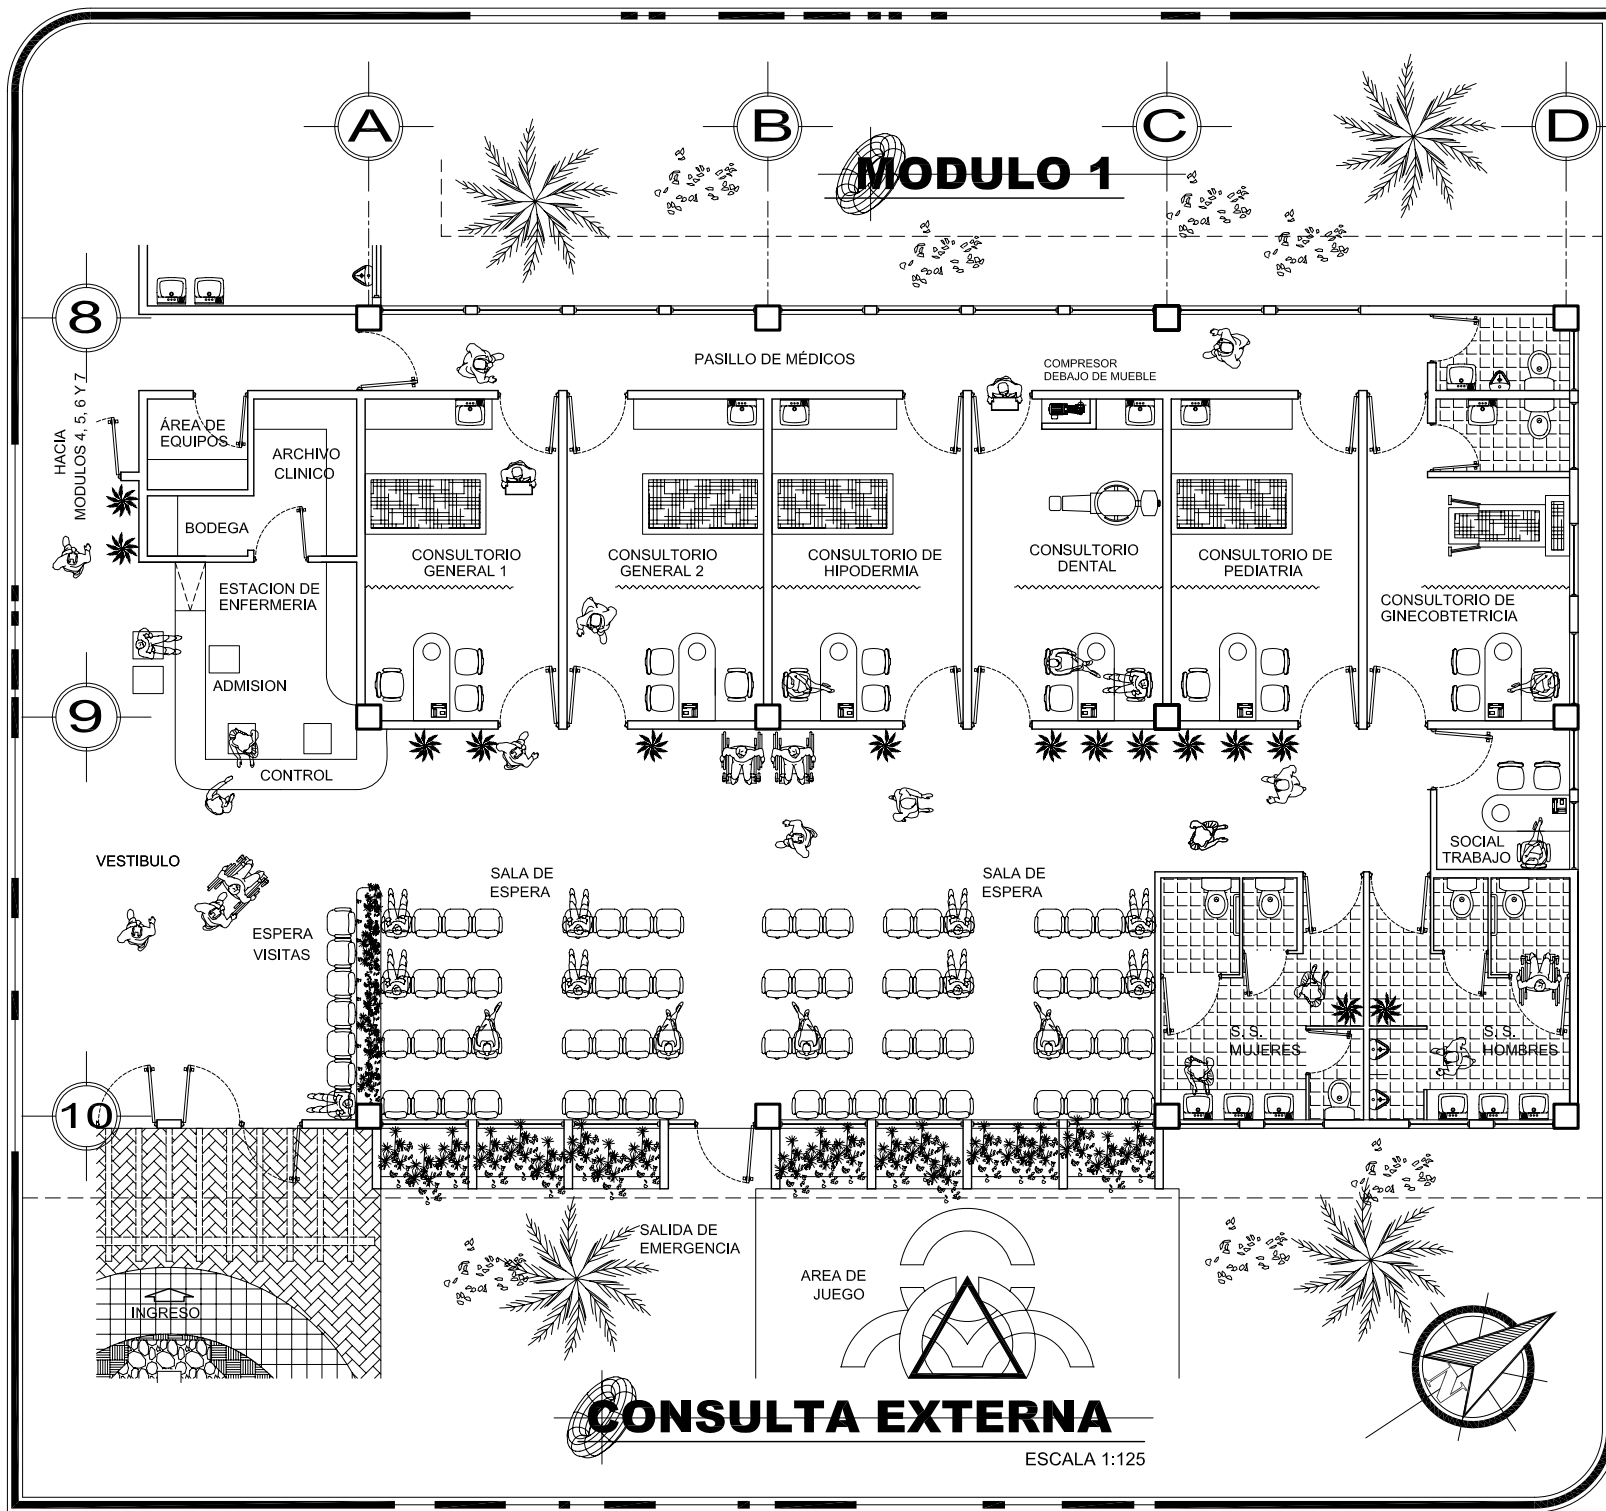 A
B
C
D
MODULO 1
8
PASILLO DE MÉDICOS
COMPRESOR
DEBAJO DE MUEBLE
HACIA
MODULOS 4, 5, 6 Y 7
ÁREA DE
EQUIPOS
ARCHIVO
CLINICO
BODEGA
CONSULTORIO
GENERAL 1
CONSULTORIO
GENERAL 2
CONSULTORIO DE
HIPODERMIA
CONSULTORIO
DENTAL
CONSULTORIO DE
PEDIATRIA
CONSULTORIO DE
GINECOBTETRICIA
ESTACION DE
ENFERMERIA
ADMISION
9
CONTROL
VESTIBULO
SALA DE
ESPERA
SALA DE
ESPERA
SOCIAL
TRABAJO
ESPERA
VISITAS
S. S.
MUJERES
S. S.
HOMBRES
10
SALIDA DE
EMERGENCIA
AREA DE
JUEGO
INGRESO
N
CONSULTA EXTERNA
ESCALA 1:125